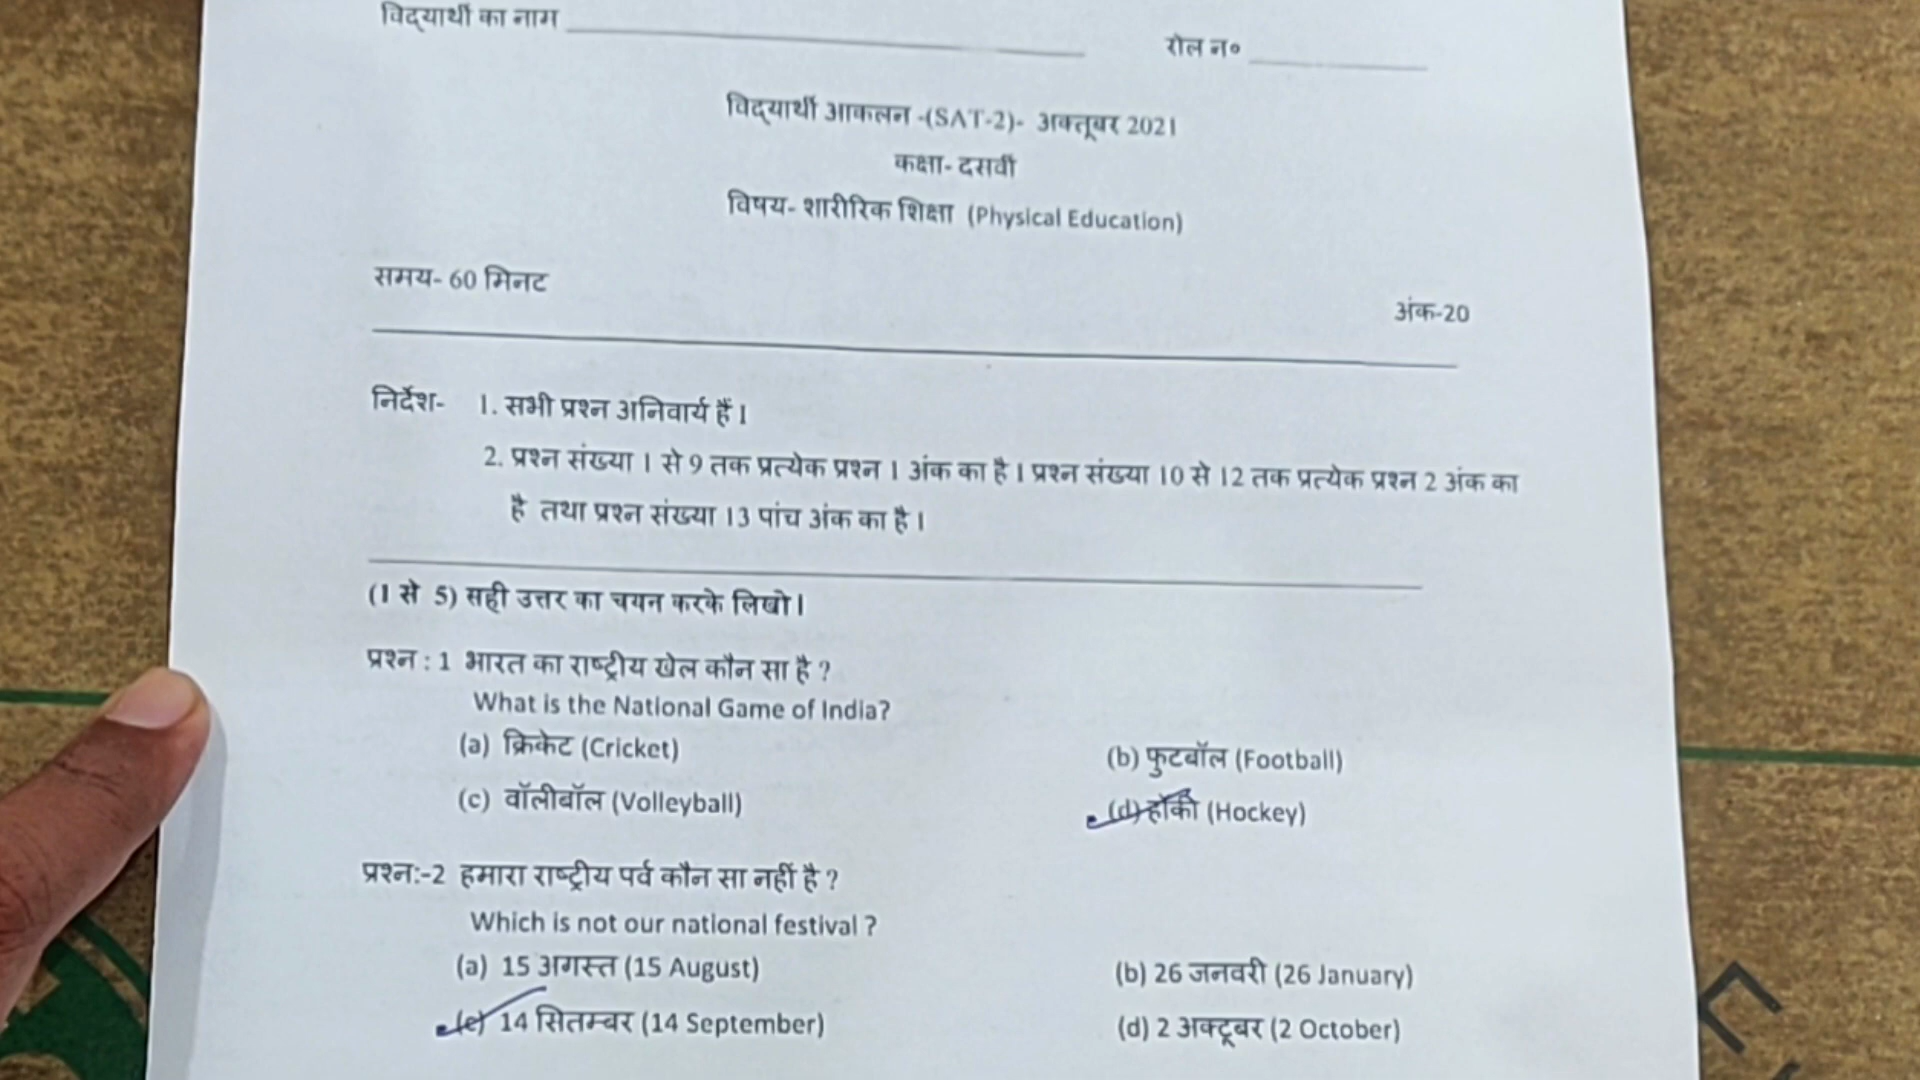 विद्यार्थी का नाम ____________ रोल न० ____________
विद्यार्थी आकलन -(SAT-2)- अक्तूबर 2021
कक्षा- दसवीं
विषय- शारीरिक शिक्षा (Physical Education)
समय- 60 मिनट
अंक-20
निर्देश- 1. सभी प्रश्न अनिवार्य हैं I
2. प्रश्न संख्या 1 से 9 तक प्रत्येक प्रश्न 1 अंक का है । प्रश्न संख्या 10 से 12 तक प्रत्येक प्रश्न 2 अंक का
है तथा प्रश्न संख्या 13 पांच अंक का है ।
(1 से 5) सही उत्तर का चयन करके लिखो।
प्रश्न : 1 भारत का राष्ट्रीय खेल कौन सा है ?
What is the National Game of India?
(a) क्रिकेट (Cricket) (b) फुटबॉल (Football)
(c) वॉलीबॉल (Volleyball) (d) हॉकी (Hockey)
प्रश्न:-2 हमारा राष्ट्रीय पर्व कौन सा नहीं है ?
Which is not our national festival ?
(a) 15 अगस्त (15 August) (b) 26 जनवरी (26 January)
(c) 14 सितम्बर (14 September) (d) 2 अक्टूबर (2 October)